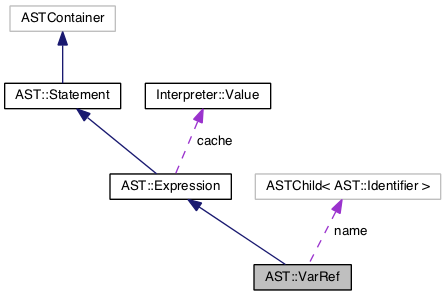 ASTContainer
AST::Statement
Interpreter::Value
cache
AST::Expression
ASTChild< AST::Identifier >
name
AST::VarRef